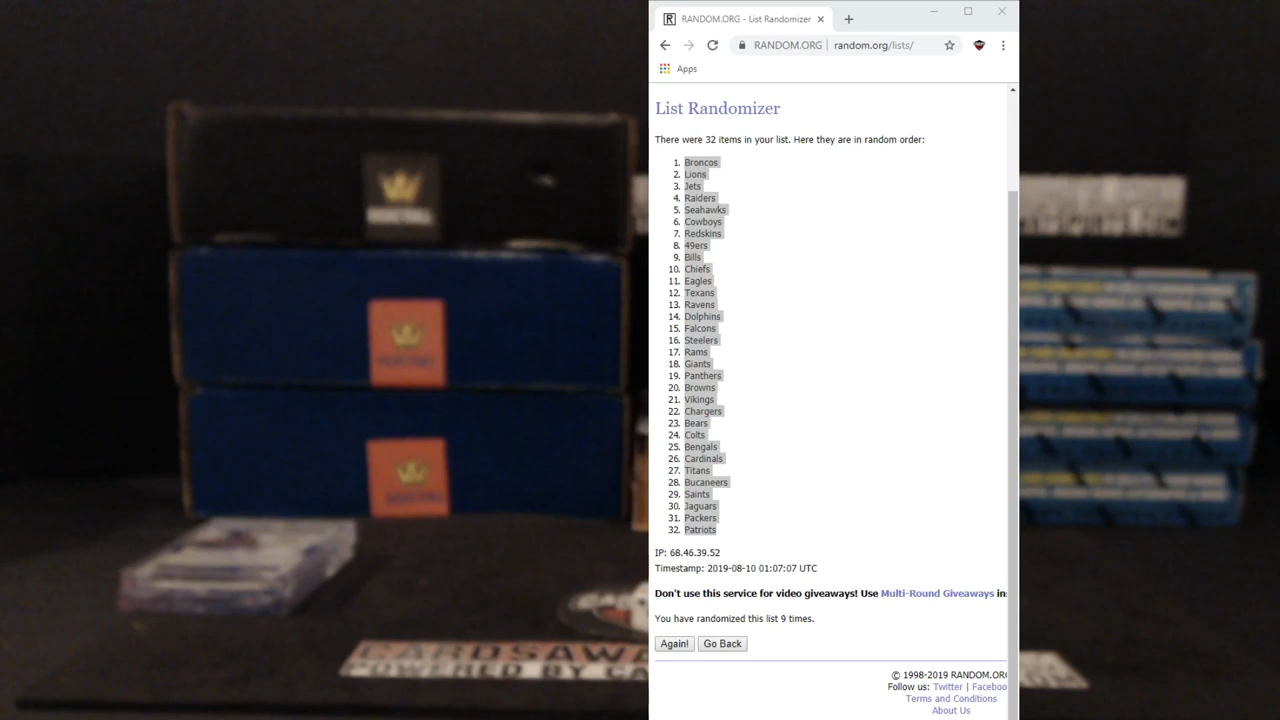 RANDOM.ORG - List Randomizer
RANDOM.ORG | random.org/lists/
Apps
List Randomizer
There were 32 items in your list. Here they are in random order:
1. Broncos
2. Lions
3. Jets
4. Raiders
5. Seahawks
6. Cowboys
7. Redskins
8. 49ers
9. Bills
10. Chiefs
11. Eagles
12. Texans
13. Ravens
14. Dolphins
15. Falcons
16. Steelers
17. Rams
18. Giants
19. Panthers
20. Browns
21. Vikings
22. Chargers
23. Bears
24. Colts
25. Bengals
26. Cardinals
27. Titans
28. Bucaneers
29. Saints
30. Jaguars
31. Packers
32. Patriots
IP: 68.46.39.52
Timestamp: 2019-08-10 01:07:07 UTC
Don't use this service for video giveaways! Use Multi-Round Giveaways in
You have randomized this list 9 times.
Again! Go Back
© 1998-2019 RANDOM.ORG
Follow us: Twitter | Faceboo
Terms and Conditions
About Us
POWERED BY CA